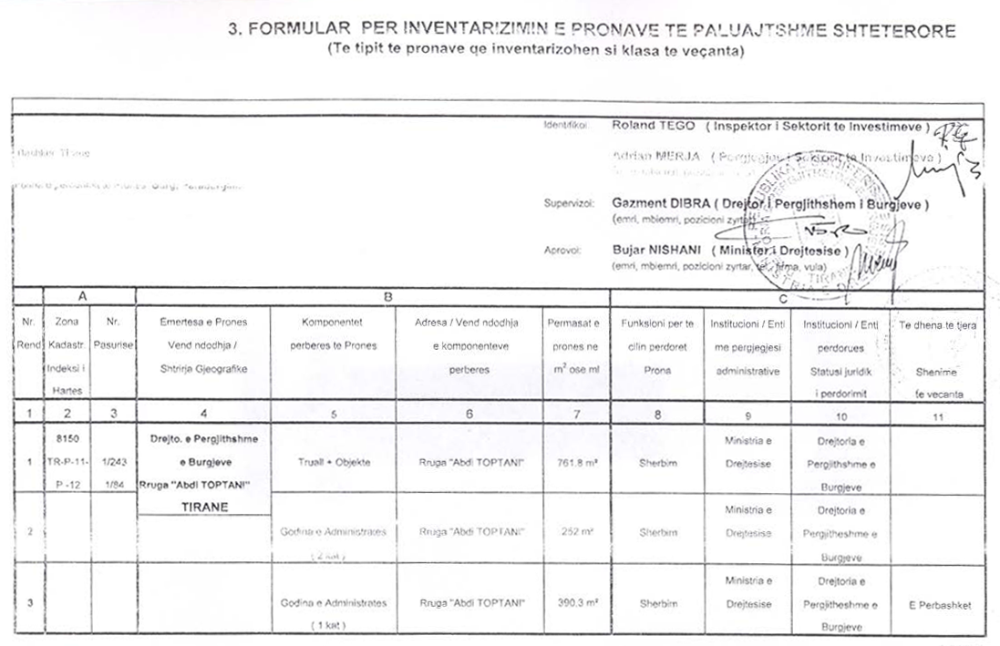 3. FORMULAR PER INVENTARIZIMIN E PRONAVE TE PALUAJTSHME SHTETERORE
(Te tipit te pronave qe inventarizohen si klasa te veçanta)
Identifikoi: Roland TEGO ( Inspektor i Sektorit te Investimeve )
Adrian MERJA ( Pergjegjes i Sektorit te Investimeve )
Supervizoi: Gazment DIBRA ( Drejtor i Pergjithshem i Burgjeve )
(emri, mbiemri, pozicioni zyrtar
Aprovoi: Bujar NISHANI ( Minister i Drejtesise )
(emri, mbiemri, pozicioni zyrtar, firma, vula)
A B C
Nr. Zona Nr. Emertesa e Prones Komponentet Adresa / Vend ndodhja Permasat e Funksioni per te Institucioni / Enti Institucioni / Enti Te dhena te tjera
Rend Kadastr. Pasurise Vend ndodhja / perberes te Prones e komponenteve prones ne cilin perdoret me pergjegjesi perdorues
Indeksi i Shtrirja Gjeografike perberes m² ose ml Prona administrative Statusi juridik Shenime
Hartes i perdorimit te vecanta
1 2 3 4 5 6 7 8 9 10 11
8150 Drejto. e Pergjithshme Ministria e Drejtoria e
1 TR-P-11- 1/243 e Burgjeve Truall + Objekte Rruga "Abdi TOPTANI" 761.8 m² Sherbim Drejtesise Pergjithshme e
P -12 1/84 Rruga "Abdi TOPTANI" Burgjeve
TIRANE
Ministria e Drejtoria e
2 Godina e Administrates Rruga "Abdi TOPTANI" 252 m² Sherbim Drejtesise Pergjitheshme e
( 2 kat ) Burgjeve
Ministria e Drejtoria e
3 Godina e Administrates Rruga "Abdi TOPTANI" 390.3 m² Sherbim Drejtesise Pergjitheshme e E Perbashket
( 1 kat ) Burgjeve